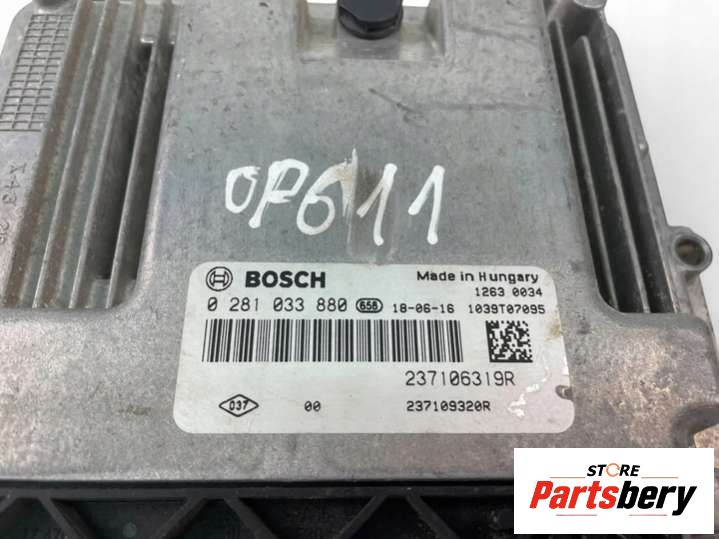 OP611
BOSCH
Made in Hungary
1263 0034
0 281 033 880 656 18-06-16 1039T07095
237106319R
037 00 237109320R
STORE
Partsbery